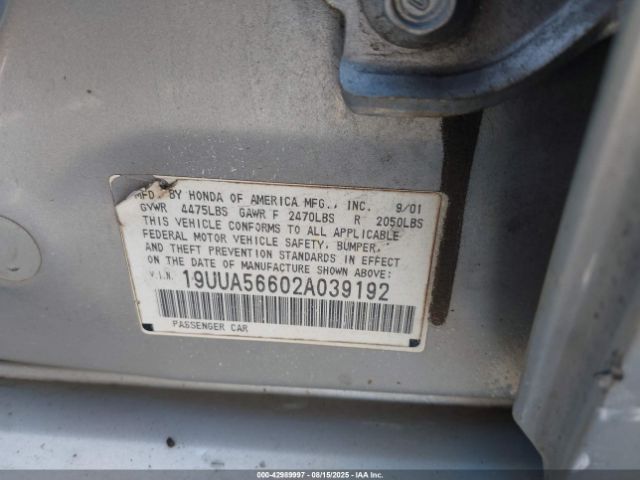 MFD. BY HONDA OF AMERICA MFG., INC. 9/01
GVWR 4475LBS GAWR F 2470LBS R 2050LBS
THIS VEHICLE CONFORMS TO ALL APPLICABLE
FEDERAL MOTOR VEHICLE SAFETY, BUMPER,
AND THEFT PREVENTION STANDARDS IN EFFECT
ON THE DATE OF MANUFACTURE SHOWN ABOVE:
V.I.N. 19UUA56602A039192
PASSENGER CAR
000-42989997 - 08/15/2025 - IAAI.COM